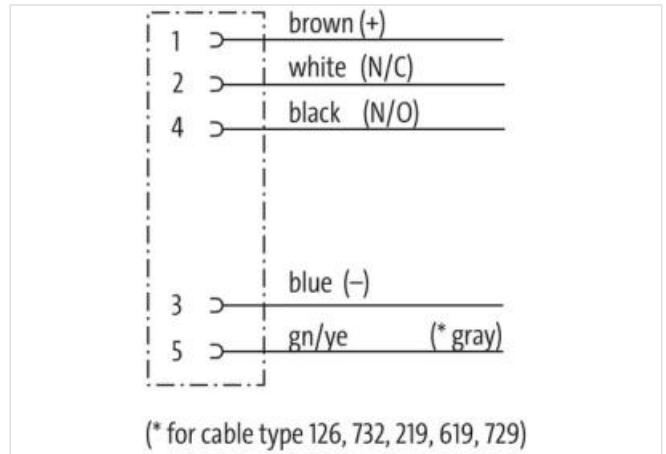 1 brown (+)
2 white (N/C)
4 black (N/O)
3 blue (–)
5 gn/ye (* gray)
(* for cable type 126, 732, 219, 619, 729)